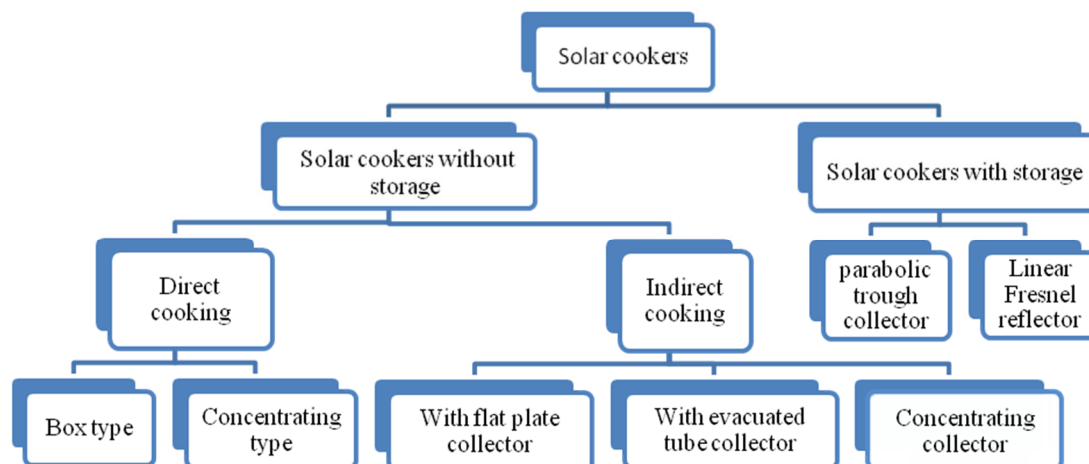 Solar cookers
Solar cookers without
storage
Solar cookers with storage
Direct
cooking
Indirect
cooking
parabolic
trough
collector
Linear
Fresnel
reflector
Box type
Concentrating
type
With flat plate
collector
With evacuated
tube collector
Concentrating
collector